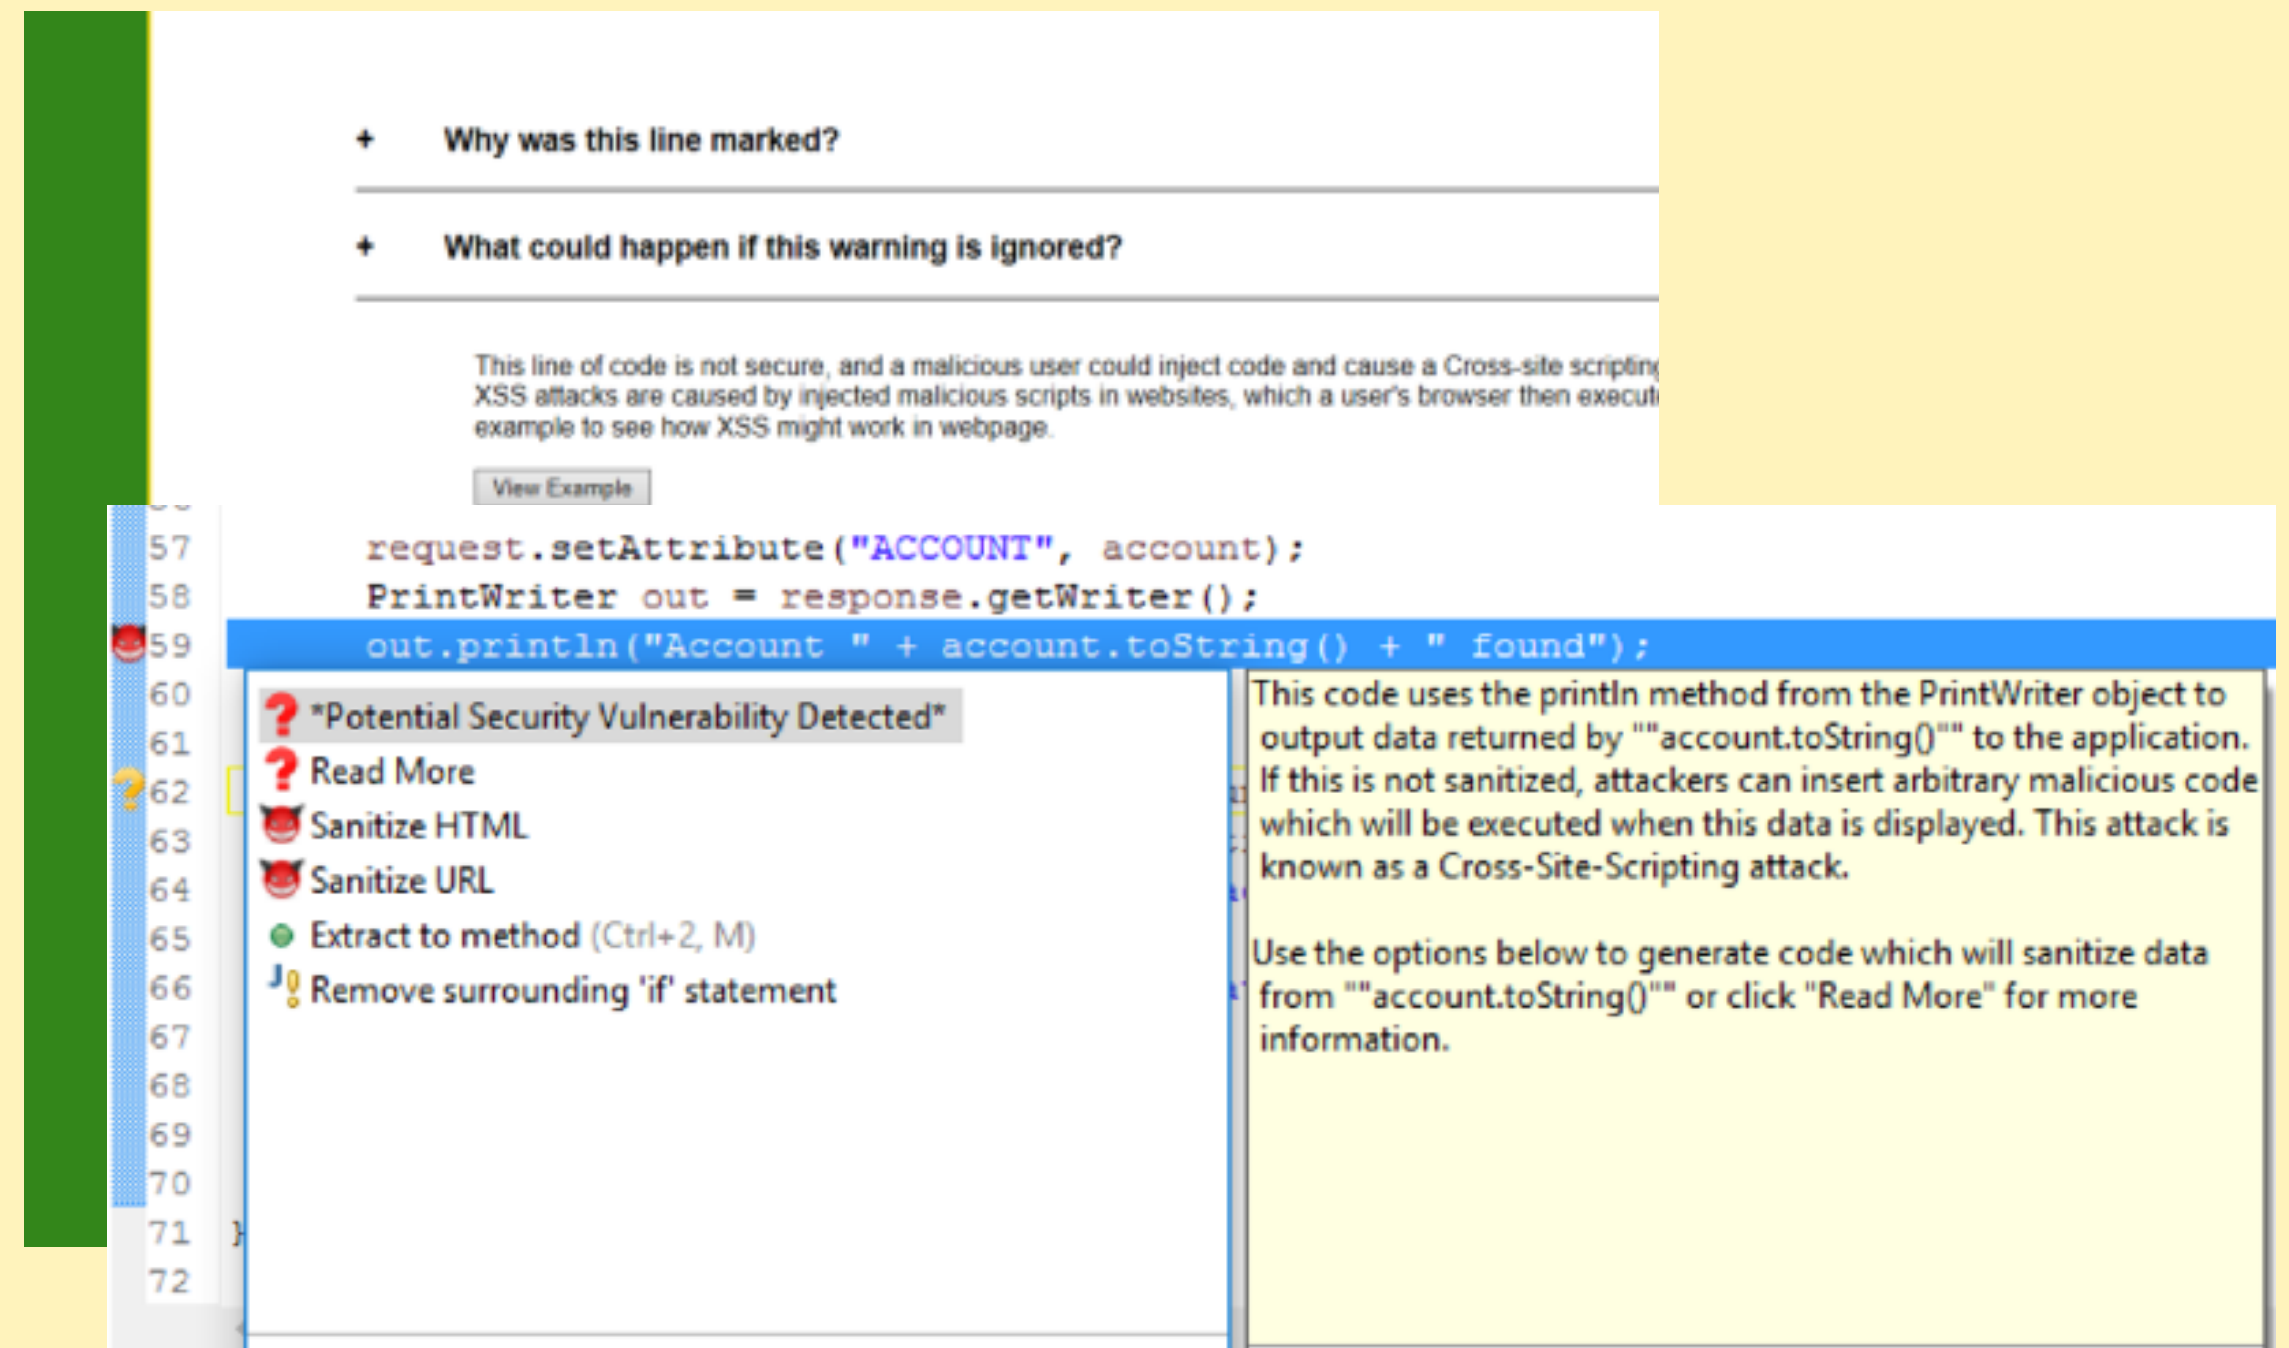 + Why was this line marked?
+ What could happen if this warning is ignored?
This line of code is not secure, and a malicious user could inject code and cause a Cross-site scripting
XSS attacks are caused by injected malicious scripts in websites, which a user's browser then
example to see how XSS might work in webpage.
View Example
57 request.setAttribute("ACCOUNT", account);
58 PrintWriter out = response.getWriter();
59 out.println("Account " + account.toString() + " found");
60
61
62
63
64
65
66
67
68
69
70
71 }
72
*Potential Security Vulnerability Detected*
Read More
Sanitize HTML
Sanitize URL
Extract to method (Ctrl+2, M)
Remove surrounding 'if' statement
This code uses the println method from the PrintWriter object to
output data returned by ""account.toString()"" to the application.
If this is not sanitized, attackers can insert arbitrary malicious code
which will be executed when this data is displayed. This attack is
known as a Cross-Site-Scripting attack.
Use the options below to generate code which will sanitize data
from ""account.toString()"" or click "Read More" for more
information.